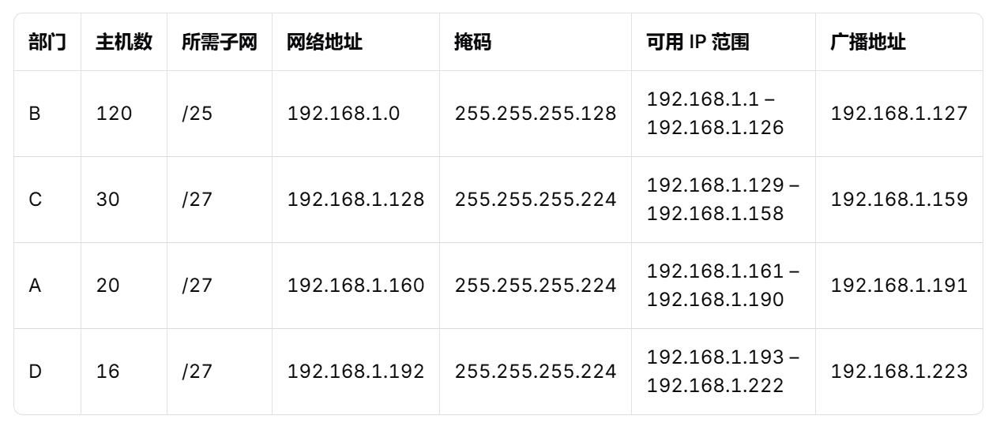 部门 主机数 所需子网 网络地址 掩码 可用 IP 范围 广播地址
B 120 /25 192.168.1.0 255.255.255.128 192.168.1.1 –
192.168.1.126 192.168.1.127
C 30 /27 192.168.1.128 255.255.255.224 192.168.1.129 –
192.168.1.158 192.168.1.159
A 20 /27 192.168.1.160 255.255.255.224 192.168.1.161 –
192.168.1.190 192.168.1.191
D 16 /27 192.168.1.192 255.255.255.224 192.168.1.193 –
192.168.1.222 192.168.1.223